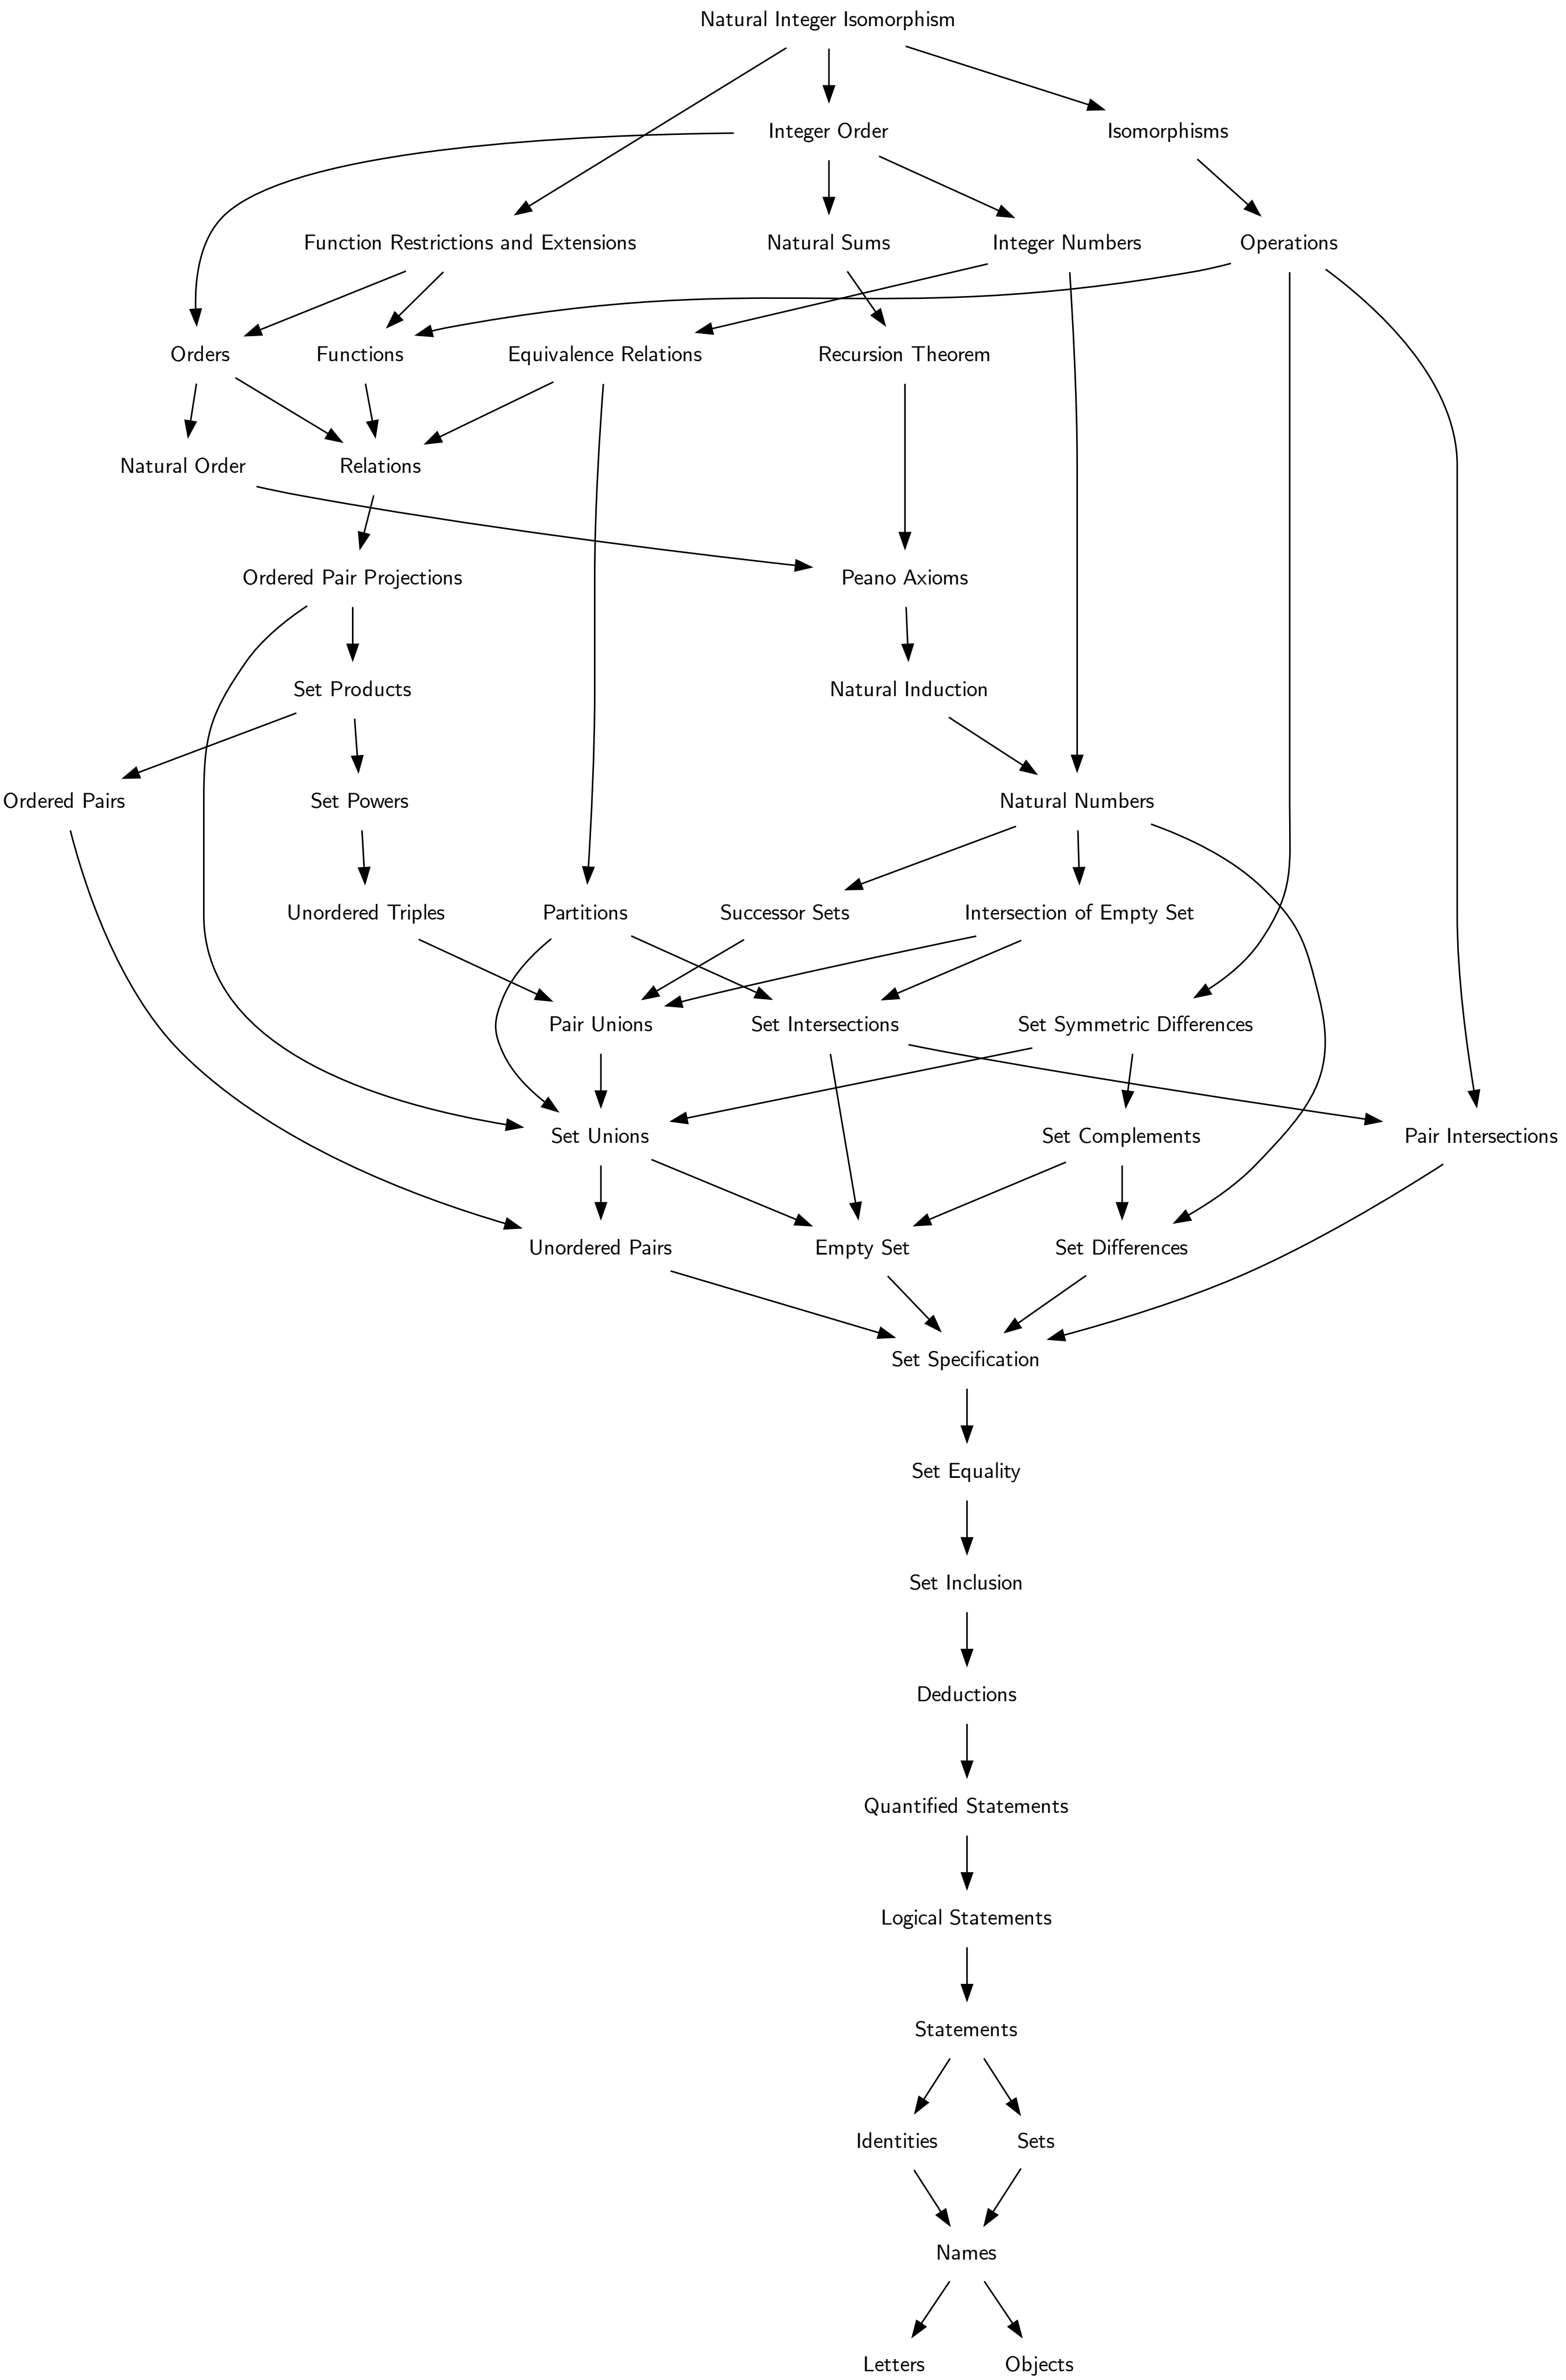 Natural Integer Isomorphism
Integer Order
Isomorphisms
Function Restrictions and Extensions
Natural Sums
Integer Numbers
Operations
Orders
Functions
Equivalence Relations
Recursion Theorem
Natural Order
Relations
Ordered Pair Projections
Peano Axioms
Set Products
Natural Induction
Ordered Pairs
Set Powers
Natural Numbers
Unordered Triples
Partitions
Successor Sets
Intersection of Empty Set
Pair Unions
Set Intersections
Set Symmetric Differences
Set Unions
Set Complements
Pair Intersections
Unordered Pairs
Empty Set
Set Differences
Set Specification
Set Equality
Set Inclusion
Deductions
Quantified Statements
Logical Statements
Statements
Identities
Sets
Names
Letters
Objects